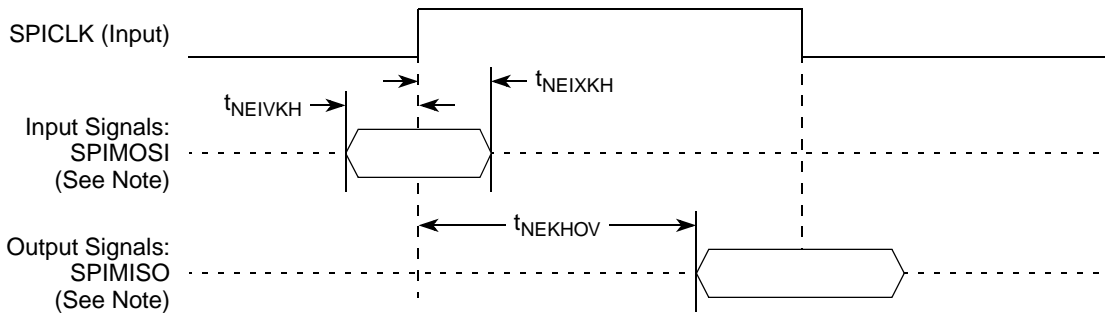 SPICLK (Input)
tNEIXKH
tNEIVKH
Input Signals:
SPIMOSI
(See Note)
tNEKHOV
Output Signals:
SPIMISO
(See Note)